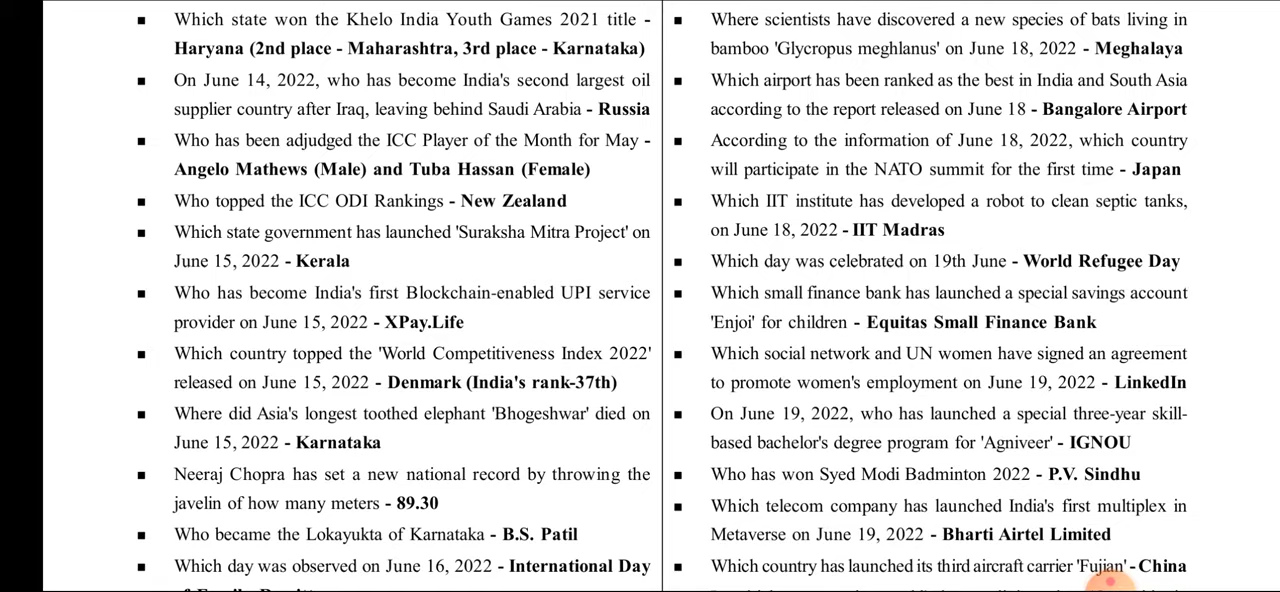 ▪ Which state won the Khelo India Youth Games 2021 title -
Haryana (2nd place - Maharashtra, 3rd place - Karnataka)
▪ On June 14, 2022, who has become India's second largest oil
supplier country after Iraq, leaving behind Saudi Arabia - Russia
▪ Who has been adjudged the ICC Player of the Month for May -
Angelo Mathews (Male) and Tuba Hassan (Female)
▪ Who topped the ICC ODI Rankings - New Zealand
▪ Which state government has launched 'Suraksha Mitra Project' on
June 15, 2022 - Kerala
▪ Who has become India's first Blockchain-enabled UPI service
provider on June 15, 2022 - XPay.Life
▪ Which country topped the 'World Competitiveness Index 2022'
released on June 15, 2022 - Denmark (India's rank-37th)
▪ Where did Asia's longest toothed elephant 'Bhogeshwar' died on
June 15, 2022 - Karnataka
▪ Neeraj Chopra has set a new national record by throwing the
javelin of how many meters - 89.30
▪ Who became the Lokayukta of Karnataka - B.S. Patil
▪ Which day was observed on June 16, 2022 - International Day
▪ Where scientists have discovered a new species of bats living in
bamboo 'Glycropus meghlanus' on June 18, 2022 - Meghalaya
▪ Which airport has been ranked as the best in India and South Asia
according to the report released on June 18 - Bangalore Airport
▪ According to the information of June 18, 2022, which country
will participate in the NATO summit for the first time - Japan
▪ Which IIT institute has developed a robot to clean septic tanks,
on June 18, 2022 - IIT Madras
▪ Which day was celebrated on 19th June - World Refugee Day
▪ Which small finance bank has launched a special savings account
'Enjoi' for children - Equitas Small Finance Bank
▪ Which social network and UN women have signed an agreement
to promote women's employment on June 19, 2022 - LinkedIn
▪ On June 19, 2022, who has launched a special three-year skill-
based bachelor's degree program for 'Agniveer' - IGNOU
▪ Who has won Syed Modi Badminton 2022 - P.V. Sindhu
▪ Which telecom company has launched India's first multiplex in
Metaverse on June 19, 2022 - Bharti Airtel Limited
▪ Which country has launched its third aircraft carrier 'Fujian' - China